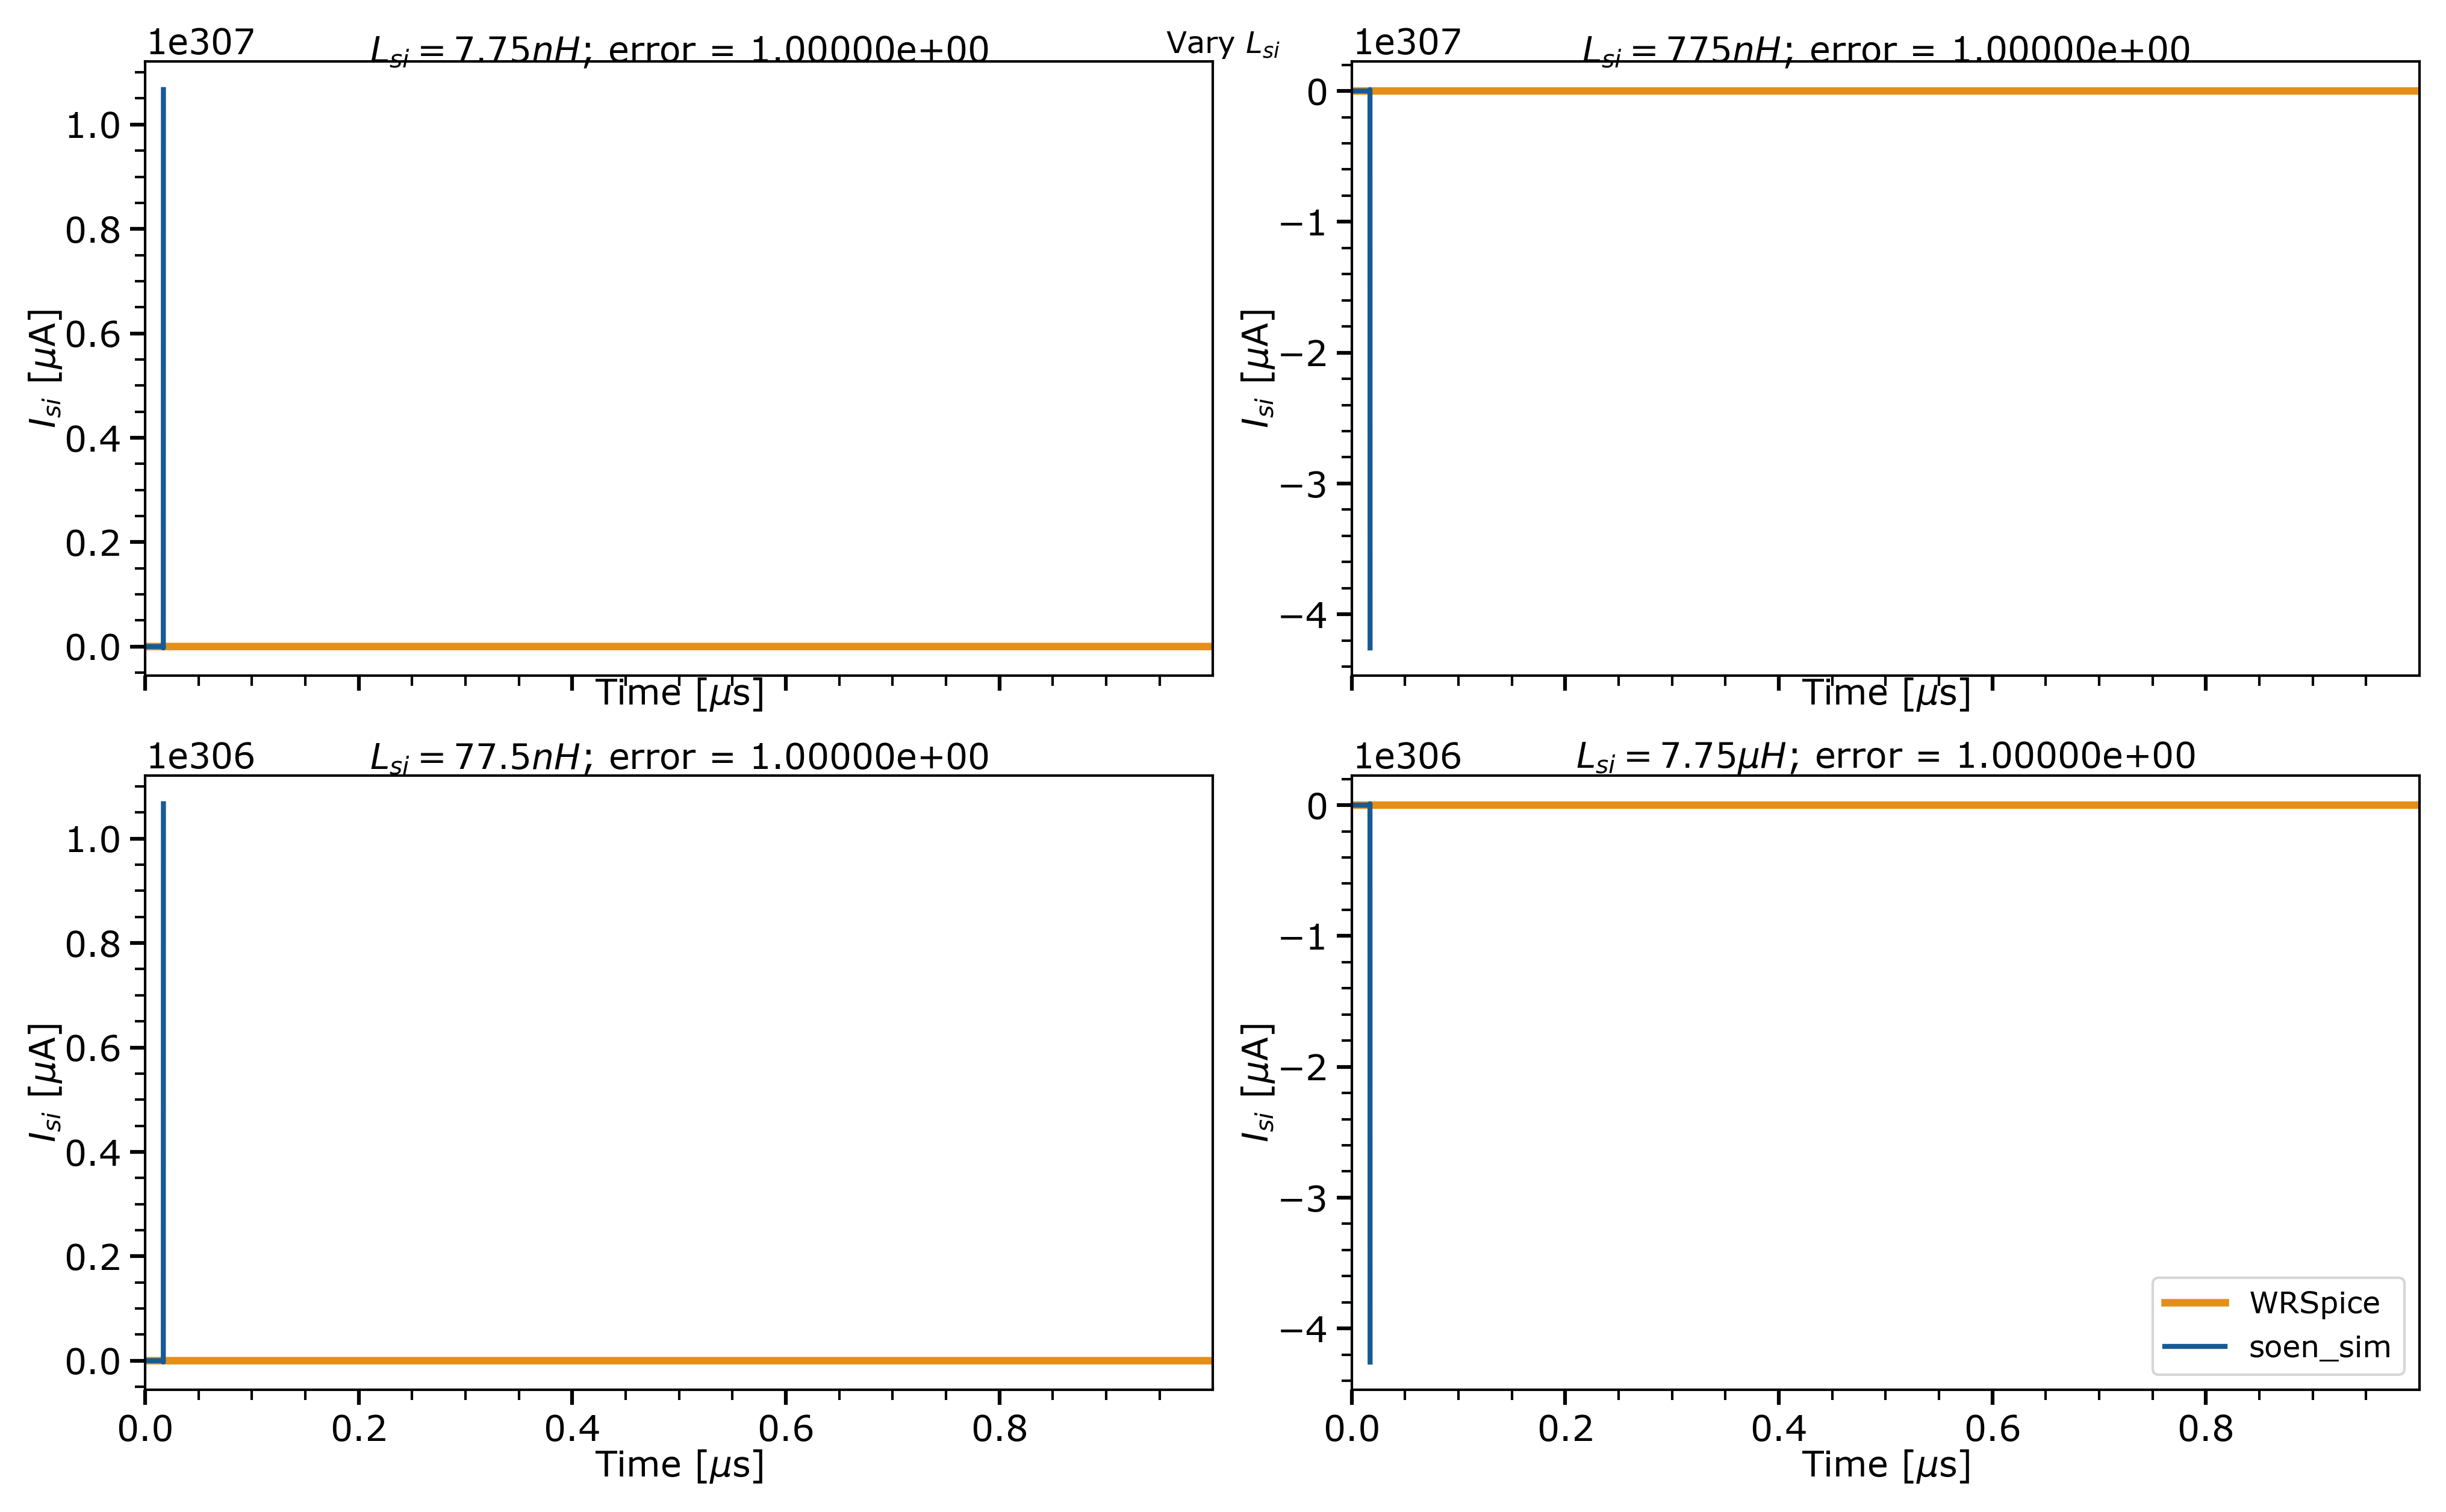 Vary L_si
1e307
L_si = 7.75nH; error = 1.00000e+00
I_si [μA]
1.0
0.8
0.6
0.4
0.2
0.0
Time [μs]
1e307
L_si = 775nH; error = 1.00000e+00
I_si [μA]
0
−1
−2
−3
−4
Time [μs]
1e306
L_si = 77.5nH; error = 1.00000e+00
I_si [μA]
1.0
0.8
0.6
0.4
0.2
0.0
0.0 0.2 0.4 0.6 0.8
Time [μs]
1e306
L_si = 7.75μH; error = 1.00000e+00
I_si [μA]
0
−1
−2
−3
−4
WRSpice
soen_sim
0.0 0.2 0.4 0.6 0.8
Time [μs]